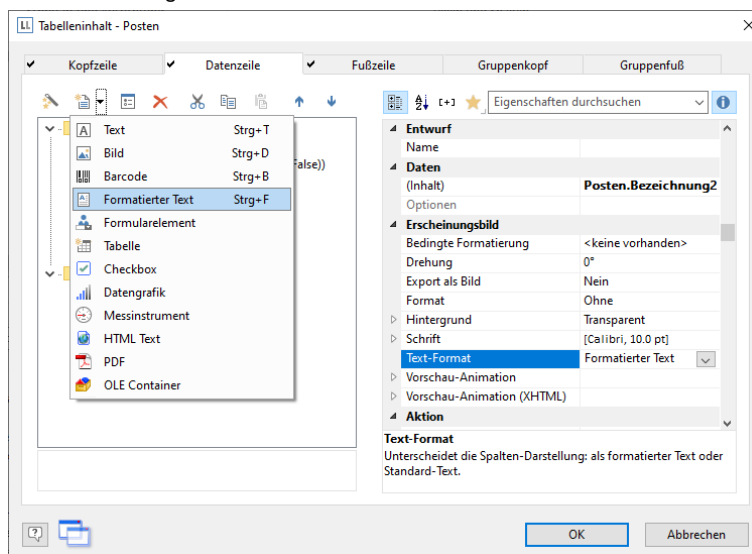 LL Tabelleninhalt - Posten
Kopfzeile Datenzeile Fußzeile Gruppenkopf Gruppenfuß
Eigenschaften durchsuchen
Text Strg+T
Bild Strg+D
Barcode Strg+B
Formatierter Text Strg+F
Formularelement
Tabelle
Checkbox
Datengrafik
Messinstrument
HTML Text
PDF
OLE Container
False))
Entwurf
Name
Daten
(Inhalt) Posten.Bezeichnung2
Optionen
Erscheinungsbild
Bedingte Formatierung <keine vorhanden>
Drehung 0°
Export als Bild Nein
Format Ohne
Hintergrund Transparent
Schrift [Calibri, 10.0 pt]
Text-Format Formatierter Text
Vorschau-Animation
Vorschau-Animation (XHTML)
Aktion
Text-Format
Unterscheidet die Spalten-Darstellung: als formatierter Text oder
Standard-Text.
OK Abbrechen